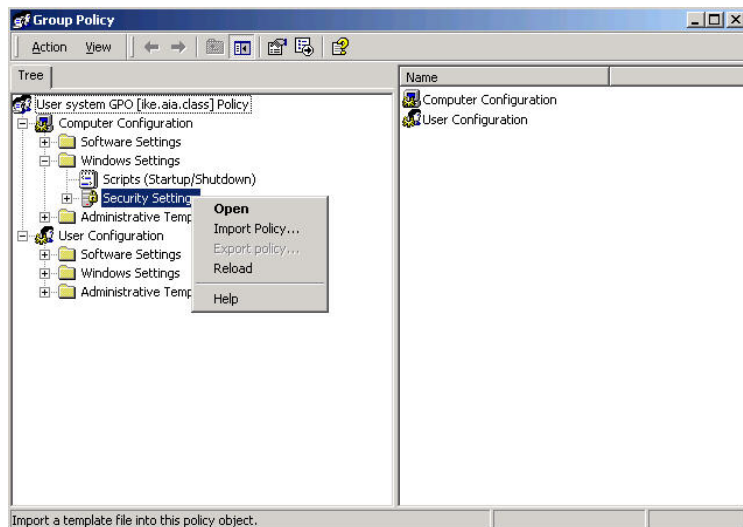 Group Policy
Action View
Tree
Name
User system GPO [ike.aia.class] Policy
Computer Configuration
Software Settings
Windows Settings
Scripts (Startup/Shutdown)
Security Setting
Administrative Temp
User Configuration
Software Settings
Windows Settings
Administrative Temp
Open
Import Policy...
Export policy...
Reload
Help
Computer Configuration
User Configuration
Import a template file into this policy object.